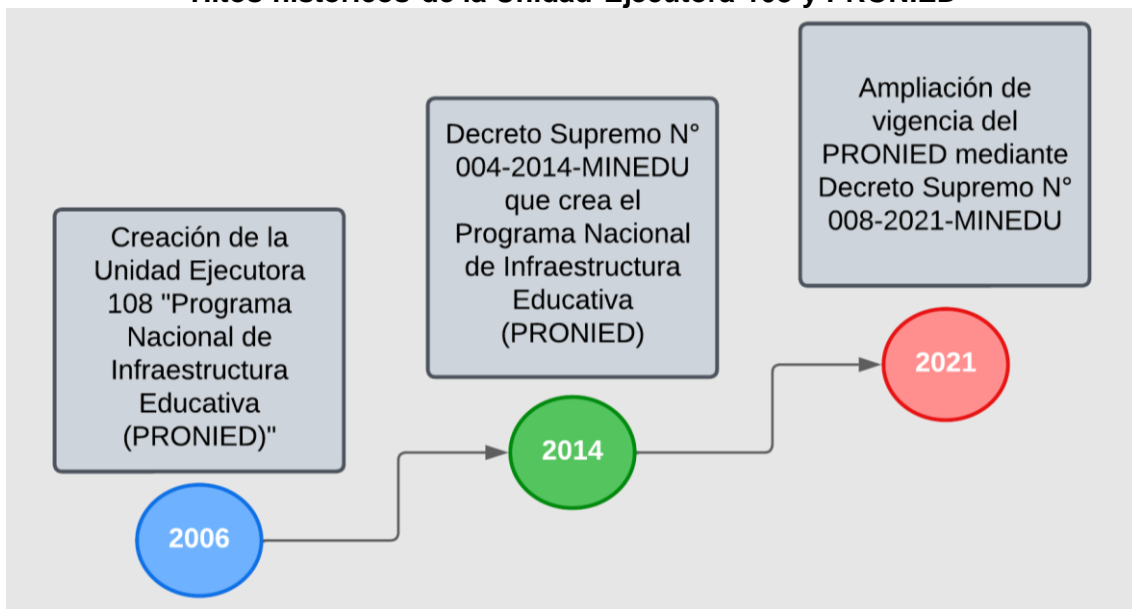 Creación de la
Unidad Ejecutora
108 "Programa
Nacional de
Infraestructura
Educativa
(PRONIED)"
2006
Decreto Supremo N°
004-2014-MINEDU
que crea el
Programa Nacional
de Infraestructura
Educativa
(PRONIED)
2014
Ampliación de
vigencia del
PRONIED mediante
Decreto Supremo N°
008-2021-MINEDU
2021